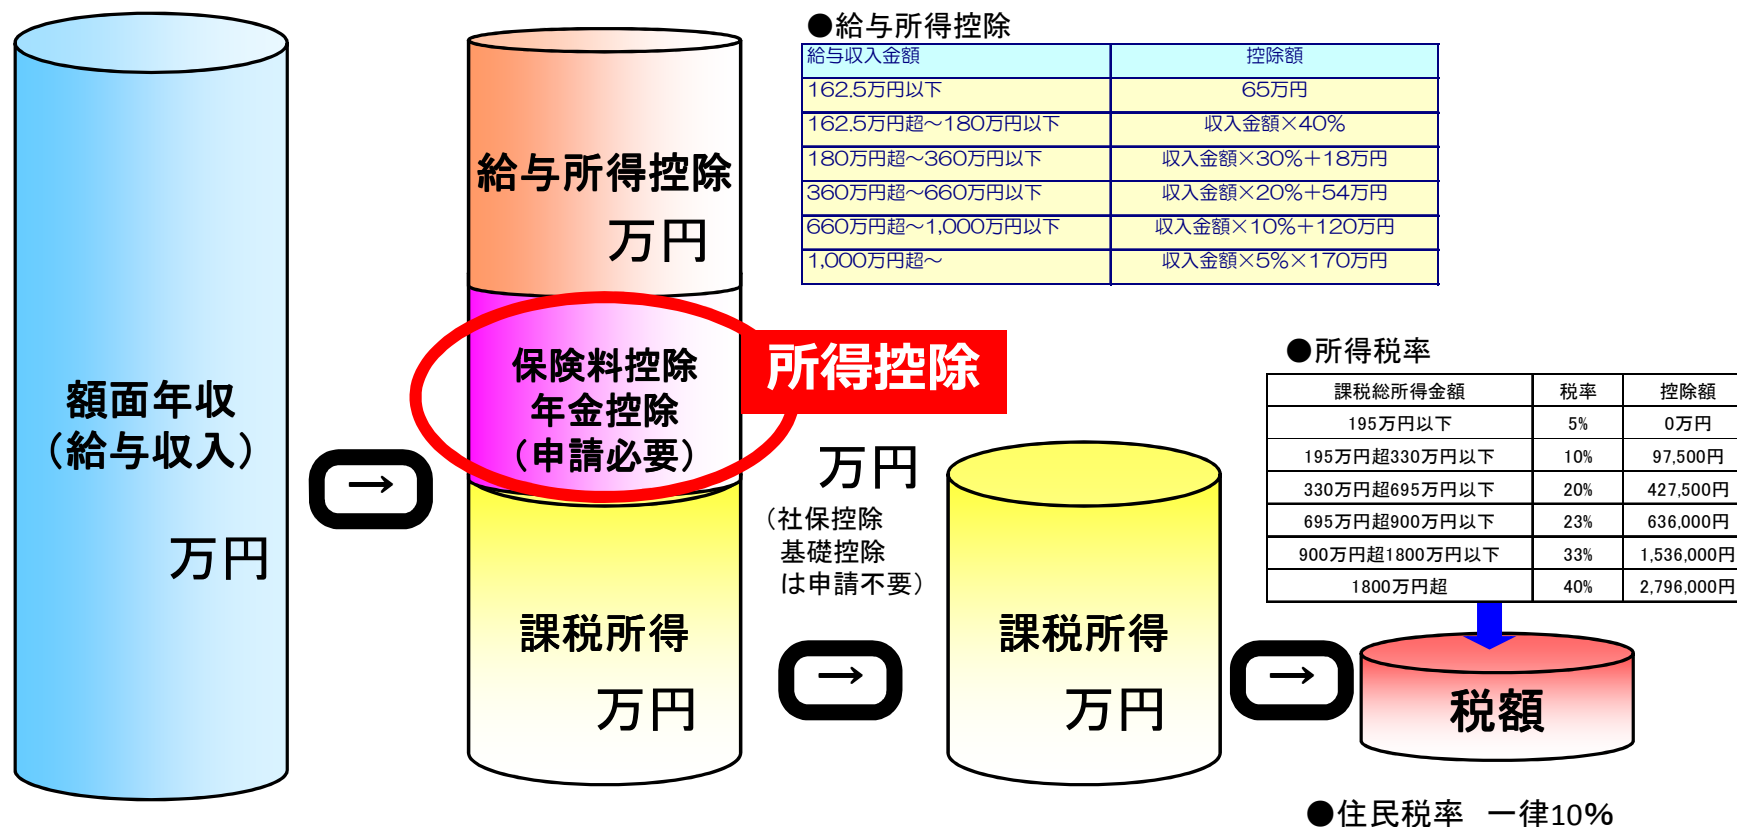 ●給与所得控除
給与収入金額 控除額
162.5万円以下 65万円
162.5万円超～180万円以下 収入金額×40%
180万円超～360万円以下 収入金額×30%＋18万円
360万円超～660万円以下 収入金額×20%＋54万円
660万円超～1,000万円以下 収入金額×10%＋120万円
1,000万円超～ 収入金額×5%×170万円
額面年収
（給与収入）
万円
→
給与所得控除
万円
保険料控除
年金控除
（申請必要）
所得控除
万円
（社保控除
基礎控除
は申請不要）
課税所得
万円
→
課税所得
万円
→
●所得税率
課税総所得金額 税率 控除額
195万円以下 5% 0万円
195万円超330万円以下 10% 97,500円
330万円超695万円以下 20% 427,500円
695万円超900万円以下 23% 636,000円
900万円超1800万円以下 33% 1,536,000円
1800万円超 40% 2,796,000円
税額
●住民税率　一律10%